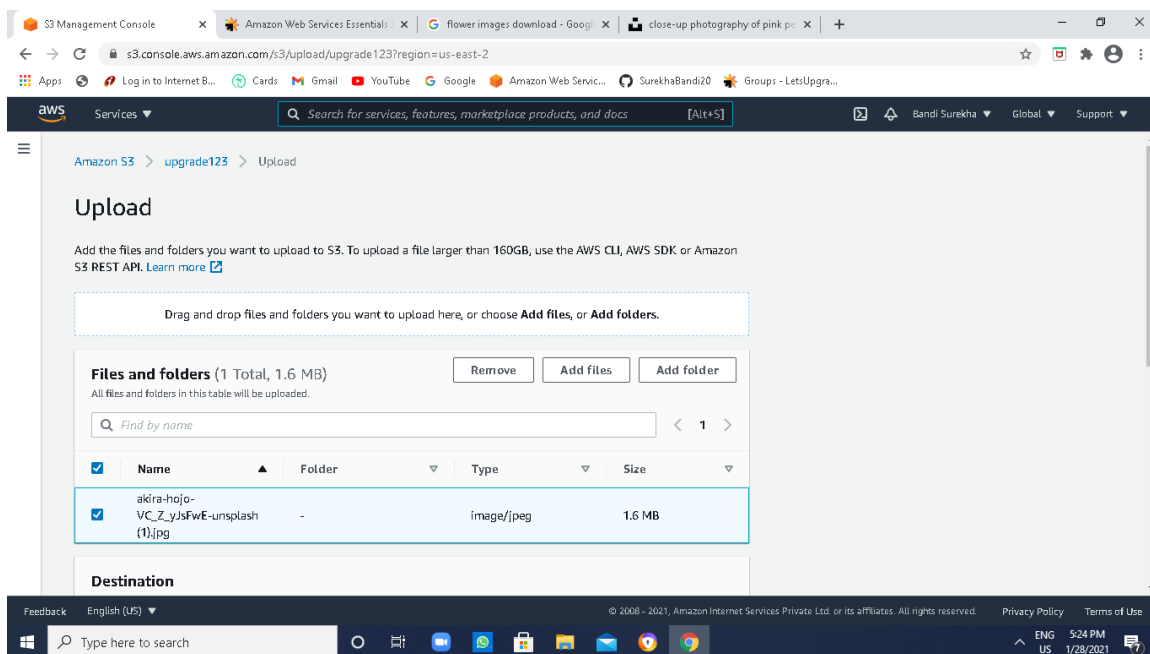 S3 Management Console
Amazon Web Services Essentials
flower images download - Googl
close-up photography of pink pe
s3.console.aws.amazon.com/s3/upload/upgrade123?region=us-east-2
Apps
Log in to Internet B...
Cards
Gmail
YouTube
Google
Amazon Web Servic...
SurekhaBandi20
Groups - LetsUpgra...
aws
Services ▼
Search for services, features, marketplace products, and docs
[Alt+S]
Bandi Surekha ▼
Global ▼
Support ▼
Amazon S3 > upgrade123 > Upload
Upload
Add the files and folders you want to upload to S3. To upload a file larger than 160GB, use the AWS CLI, AWS SDK or Amazon
S3 REST API. Learn more
Drag and drop files and folders you want to upload here, or choose Add files, or Add folders.
Files and folders (1 Total, 1.6 MB)
Remove
Add files
Add folder
All files and folders in this table will be uploaded.
Find by name
< 1 >
Name ▲ Folder ▽ Type ▽ Size ▽
akira-hojo-
VC_Z_yJsFwE-unsplash
(1).jpg
-
image/jpeg
1.6 MB
Destination
Feedback
English (US) ▼
© 2008 - 2021, Amazon Internet Services Private Ltd. or its affiliates. All rights reserved.
Privacy Policy
Terms of Use
Type here to search
ENG
US
5:24 PM
1/28/2021
7